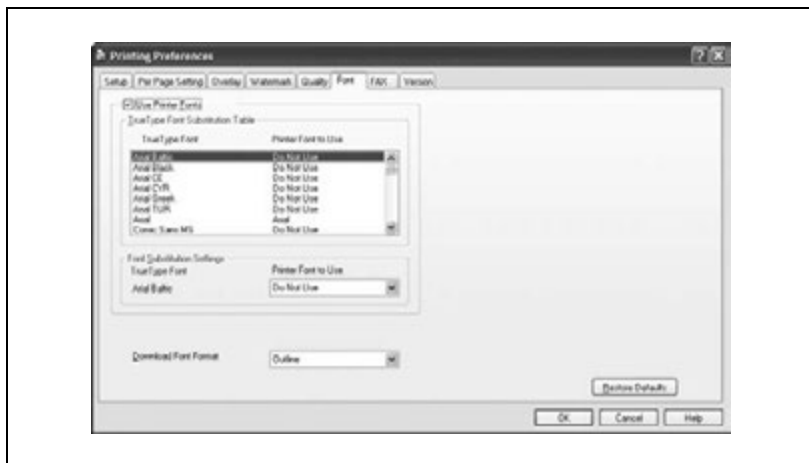 Printing Preferences
Setup Per Page Setting Overlay Watermark Quality Font FAX Version
Use Printer Fonts
TrueType Font Substitution Table
TrueType Font Printer Font to Use
Arial Baltic Do Not Use
Arial Black Do Not Use
Arial CE Do Not Use
Arial CYR Do Not Use
Arial Greek Do Not Use
Arial TUR Do Not Use
Arial Arial
Comic Sans MS Do Not Use
Font Substitution Settings
TrueType Font Printer Font to Use
Arial Baltic Do Not Use
Download Font Format Outline
Restore Defaults
OK Cancel Help